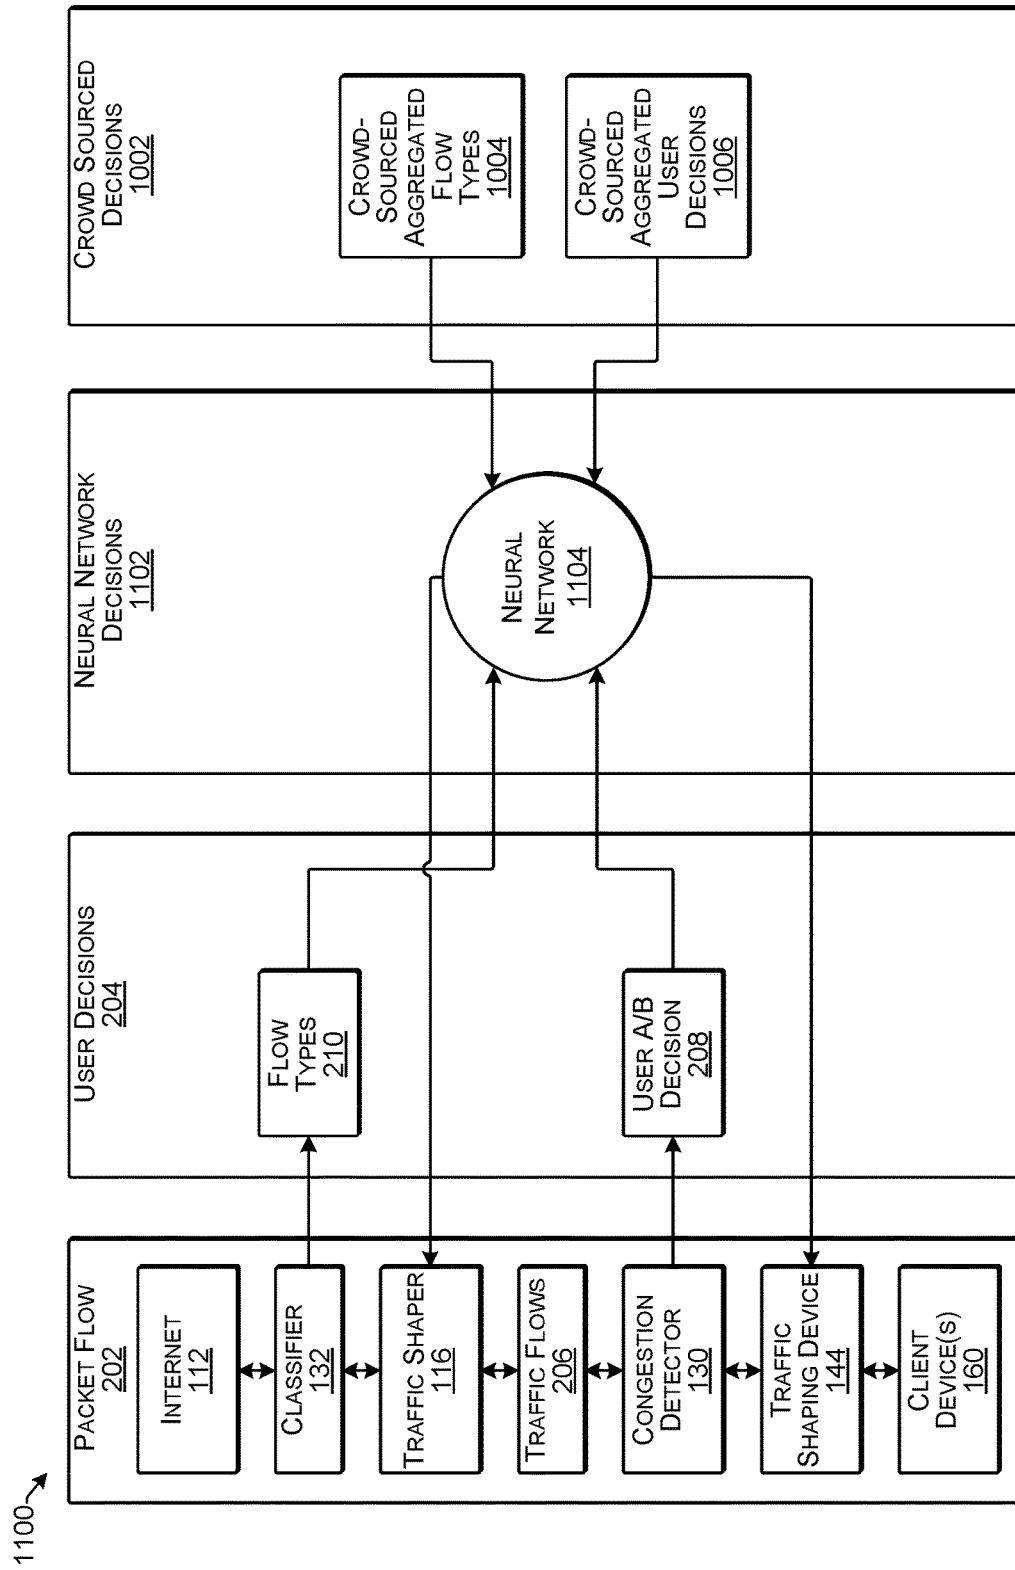 1100
PACKET FLOW
202
INTERNET
112
CLASSIFIER
132
TRAFFIC SHAPER
116
TRAFFIC FLOWS
206
CONGESTION
DETECTOR
130
TRAFFIC
SHAPING DEVICE
144
CLIENT
DEVICE(S)
160
USER DECISIONS
204
FLOW
TYPES
210
USER A/B
DECISION
208
NEURAL NETWORK
DECISIONS
1102
NEURAL
NETWORK
1104
CROWD SOURCED
DECISIONS
1002
CROWD-
SOURCED
AGGREGATED
FLOW
TYPES
1004
CROWD-
SOURCED
AGGREGATED
USER
DECISIONS
1006